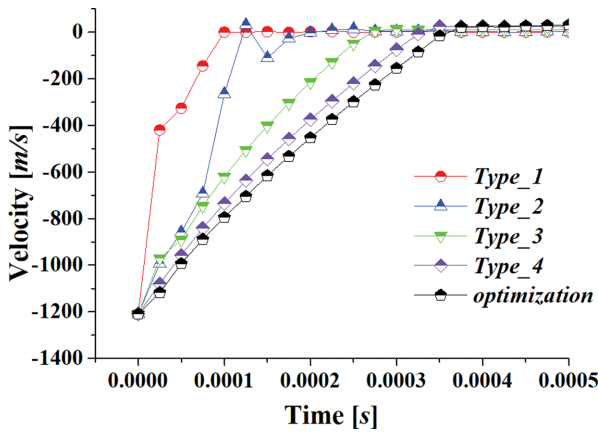 Velocity [m/s]
0
-200
-400
-600
-800
-1000
-1200
-1400
Type_1
Type_2
Type_3
Type_4
optimization
0.0000 0.0001 0.0002 0.0003 0.0004 0.0005
Time [s]